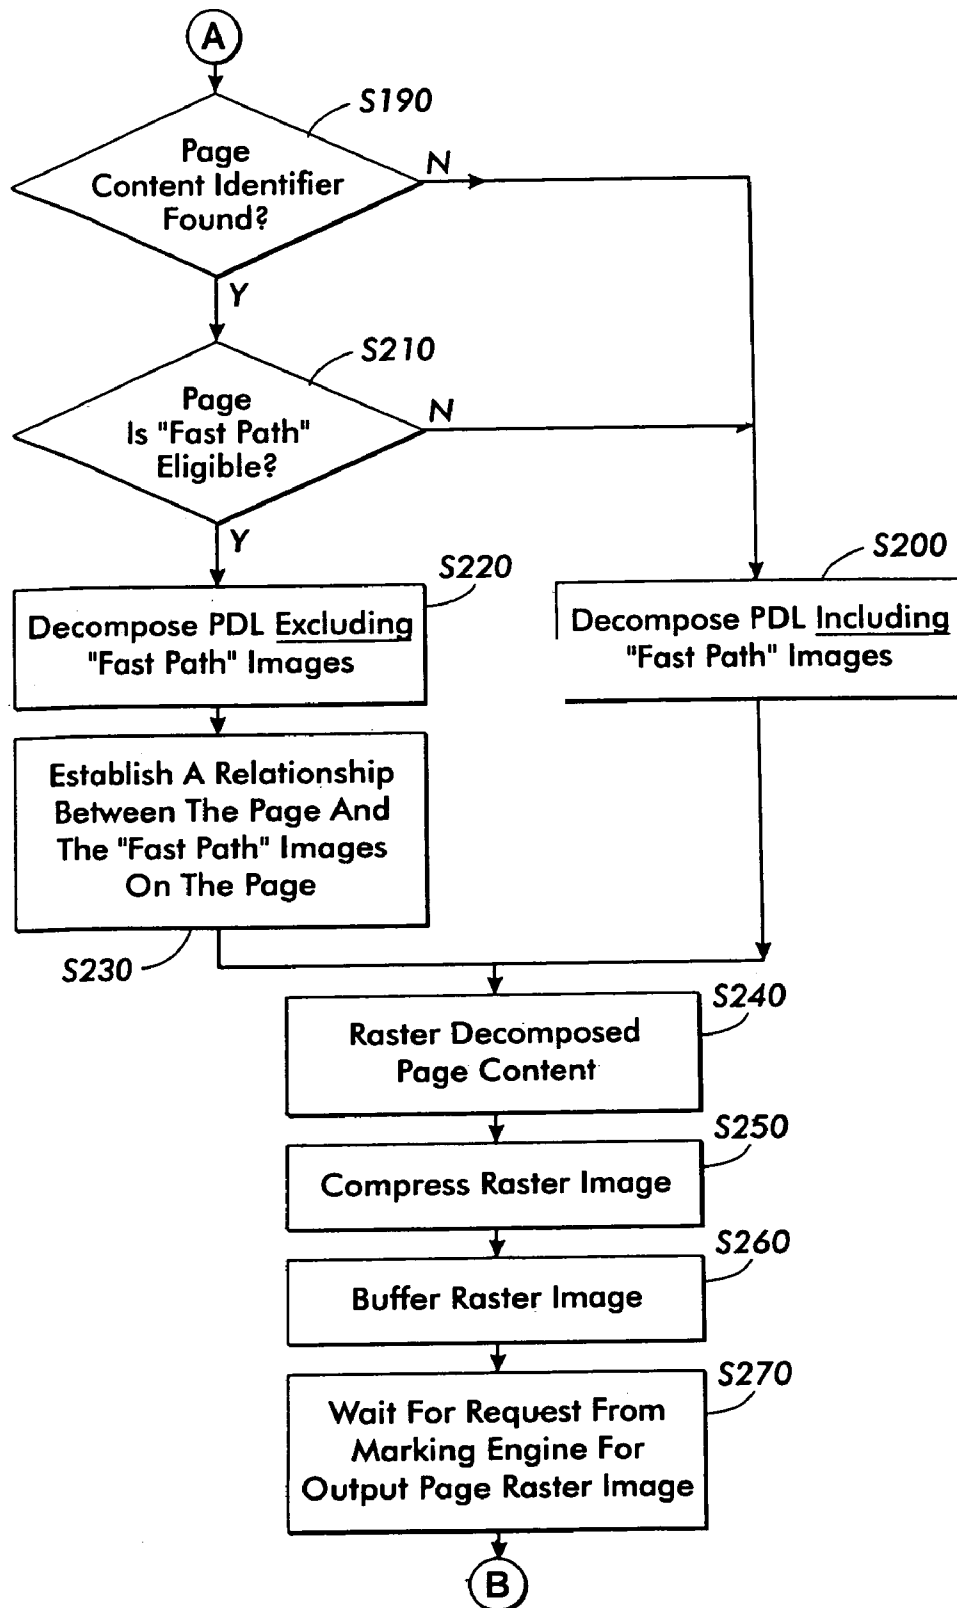 A
S190
Page
Content Identifier
Found?
N
Y
S210
Page
Is "Fast Path"
Eligible?
N
Y
S220
Decompose PDL Excluding
"Fast Path" Images
S200
Decompose PDL Including
"Fast Path" Images
Establish A Relationship
Between The Page And
The "Fast Path" Images
On The Page
S230
S240
Raster Decomposed
Page Content
S250
Compress Raster Image
S260
Buffer Raster Image
S270
Wait For Request From
Marking Engine For
Output Page Raster Image
B